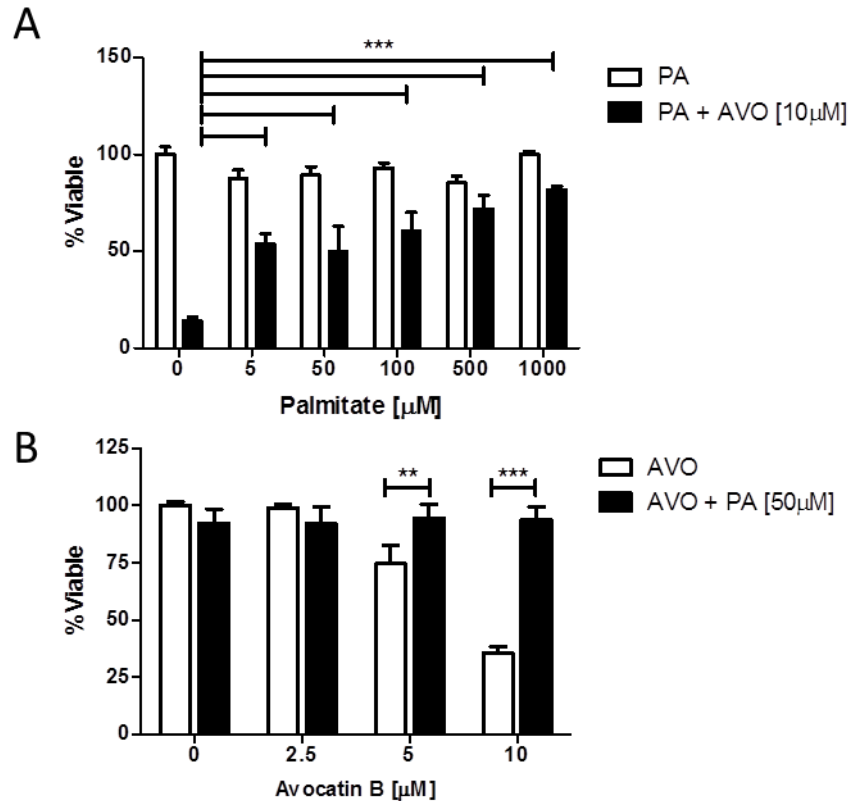 A
***
150
100
50
0
% Viable
PA
PA + AVO [10μM]
0 5 50 100 500 1000
Palmitate [μM]
B
125
100
75
50
25
0
% Viable
** ***
AVO
AVO + PA [50μM]
0 2.5 5 10
Avocatin B [μM]